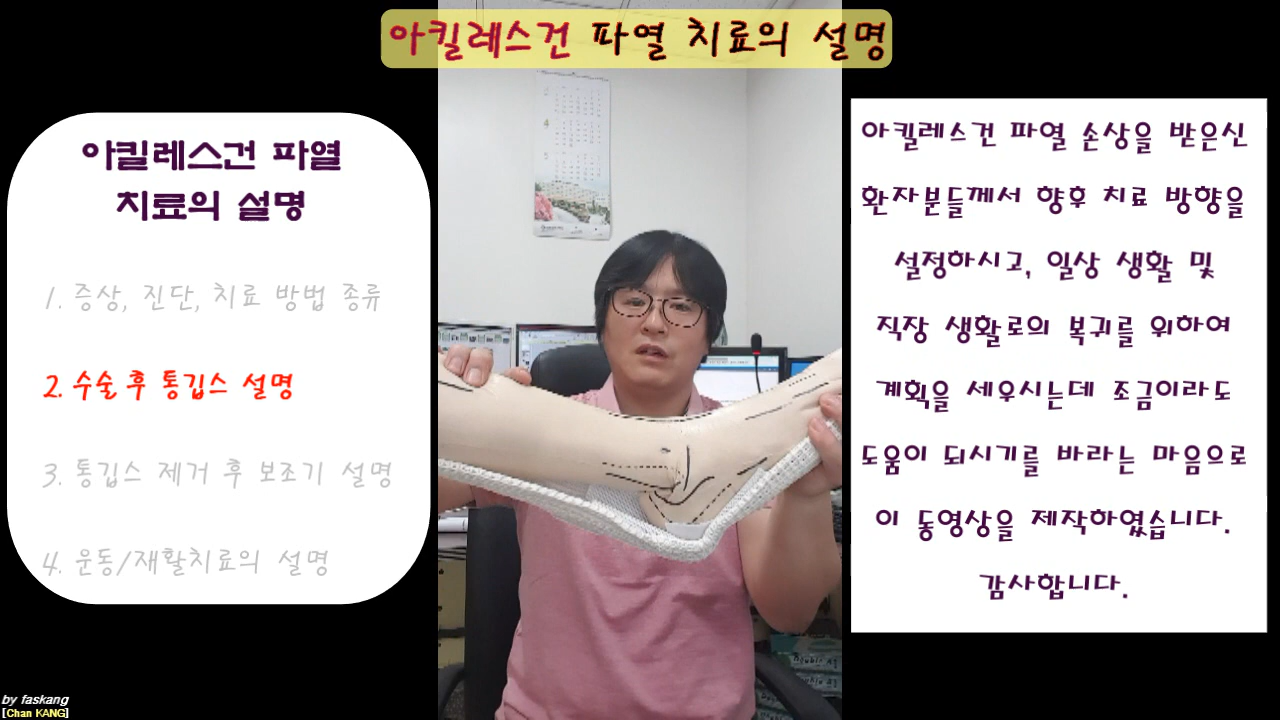 아킬레스건 파열 치료의 설명
아킬레스건 파열
치료의 설명
1. 증상, 진단, 치료 방법 종류
2. 수술 후 통깁스 설명
3. 통깁스 제거 후 보조기 설명
4. 운동/재활치료의 설명
아킬레스건 파열 손상을 받은신
환자분들께서 향후 치료 방향을
설정하시고, 일상 생활 및
직장 생활로의 복귀를 위하여
계획을 세우시는데 조금이라도
도움이 되시기를 바라는 마음으로
이 동영상을 제작하였습니다.
감사합니다.
by faskang
[Chan KANG]